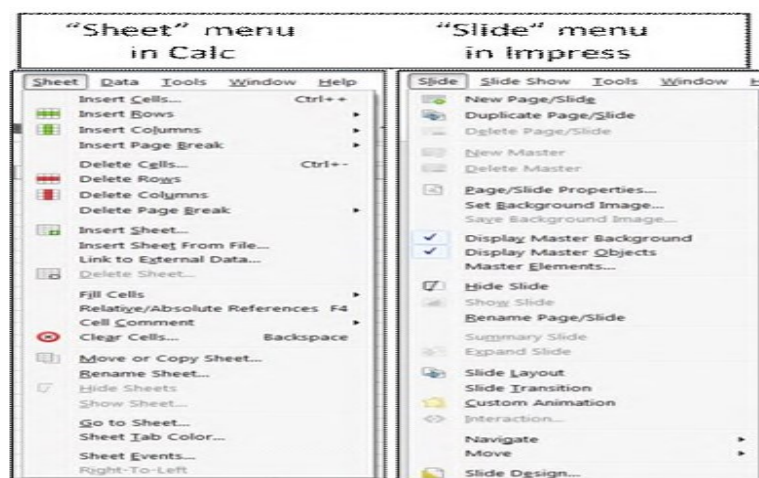 “Sheet” menu
in Calc
“Slide” menu
in Impress
Sheet Data Tools Window Help
Insert Cells... Ctrl++
Insert Rows
Insert Columns
Insert Page Break
Delete Cells... Ctrl+-
Delete Rows
Delete Columns
Delete Page Break
Insert Sheet...
Insert Sheet From File...
Link to External Data...
Delete Sheet...
Fill Cells
Relative/Absolute References F4
Cell Comment
Clear Cells... Backspace
Move or Copy Sheet...
Rename Sheet...
Hide Sheets
Show Sheet...
Go to Sheet...
Sheet Tab Color...
Sheet Events...
Right-To-Left
Slide Slide Show Tools Window H
New Page/Slide
Duplicate Page/Slide
Delete Page/Slide
New Master
Delete Master
Page/Slide Properties...
Set Background Image...
Save Background Image...
Display Master Background
Display Master Objects
Master Elements...
Hide Slide
Show Slide
Rename Page/Slide
Summary Slide
Expand Slide
Slide Layout
Slide Transition
Custom Animation
Interaction...
Navigate
Move
Slide Design...